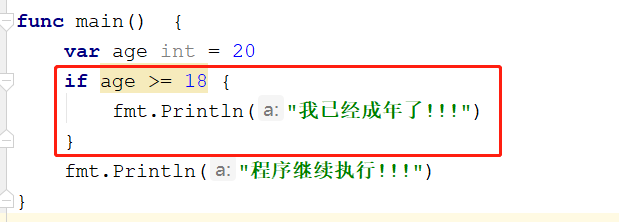 func main()  {
    var age int = 20
    if age >= 18 {
        fmt.Println( a: "我已经成年了!!!")
    }
    fmt.Println( a: "程序继续执行!!!")
}